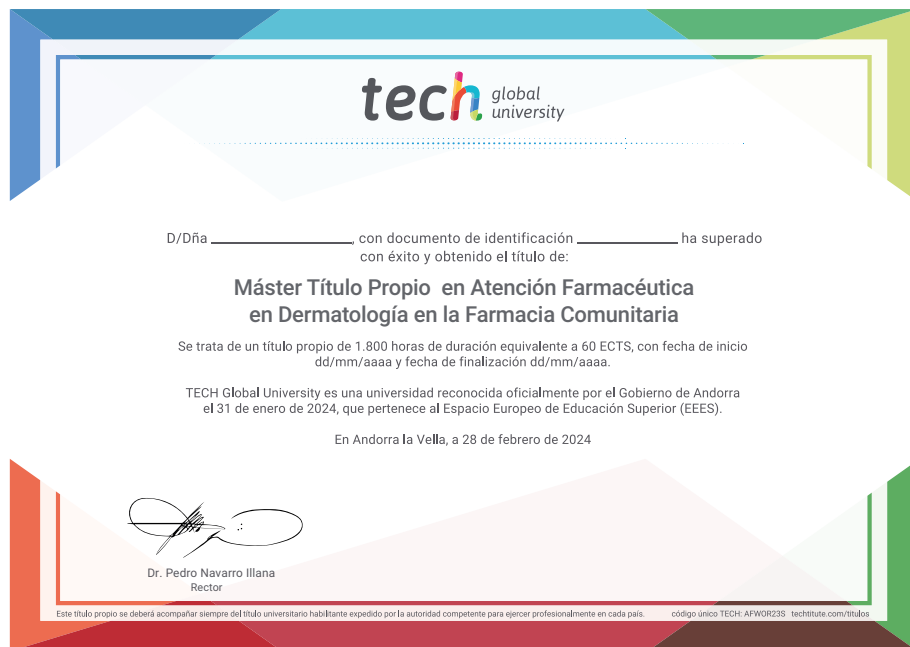 tech global
university
D/Dña ____________, con documento de identificación ____________ ha superado
con éxito y obtenido el título de:
Máster Título Propio en Atención Farmacéutica
en Dermatología en la Farmacia Comunitaria
Se trata de un título propio de 1.800 horas de duración equivalente a 60 ECTS, con fecha de inicio
dd/mm/aaaa y fecha de finalización dd/mm/aaaa.
TECH Global University es una universidad reconocida oficialmente por el Gobierno de Andorra
el 31 de enero de 2024, que pertenece al Espacio Europeo de Educación Superior (EEES).
En Andorra la Vella, a 28 de febrero de 2024
Dr. Pedro Navarro Illana
Rector
Este título propio se deberá acompañar siempre del título universitario habilitante expedido por la autoridad competente para ejercer profesionalmente en cada país. código único TECH: AFWOR23S techtitute.com/titulos